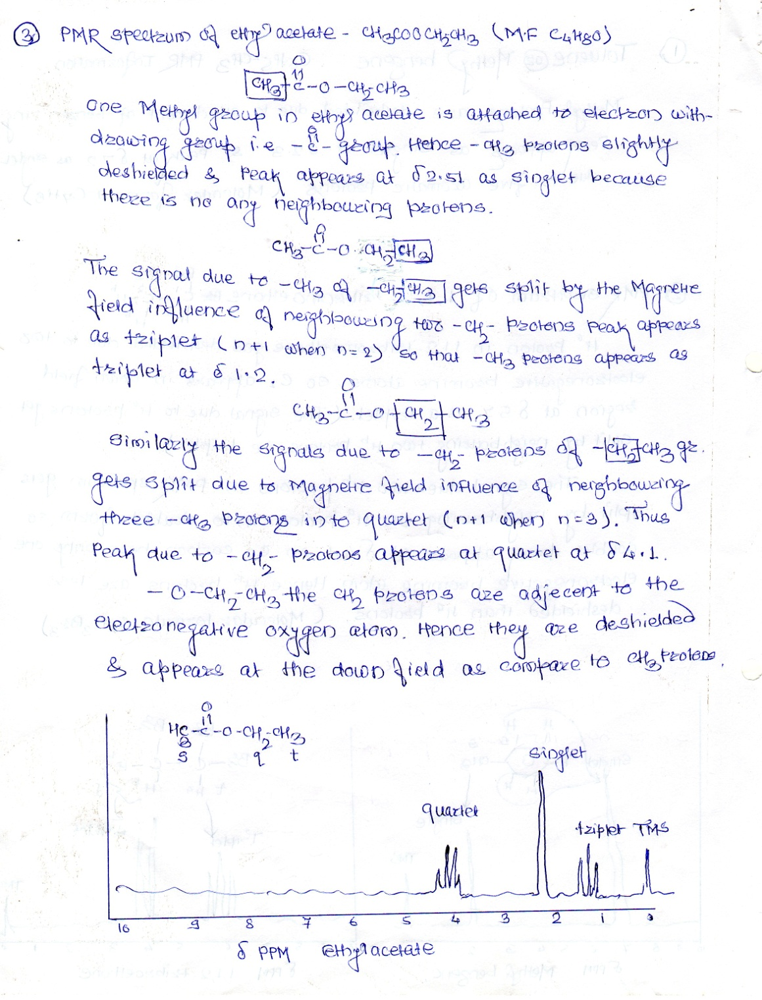 ③ PMR spectrum of ethyl acetate - CH₃COOCH₂CH₃ (M.F C₄H₈O)
O
CH₃-C-O-CH₂CH₃
One Methyl group in ethyl acetate is attached to electron with-
O
drawing group i.e -C- group. Hence -CH₃ protons slightly
deshielded & Peak appears at δ2.51 as singlet because
there is no any neighbouring protons.
O
CH₃-C-O-CH₂-CH₃
The signal due to -CH₃ of -CH₂CH₃ gets split by the Magnetic
field influence of neighbouring two -CH₂- protons Peak appears
as triplet (n+1 when n=2) so that -CH₃ protons appears as
triplet at δ 1.2.
O
CH₃-C-O-CH₂-CH₃
Similarly the signals due to -CH₂- protons of -CH₂-CH₃ gr.
gets split due to Magnetic field influence of neighbouring
three -CH₃ protons in to quartet (n+1 when n=3). Thus
Peak due to -CH₂- protons appears at quartet at δ4.1.
-O-CH₂-CH₃ the CH₂ protons are adjecent to the
electronegative oxygen atom. Hence they are deshielded
& appears at the down field as compare to CH₃ protons.
O
H₃C-C-O-CH₂-CH₃
s q t
singlet
quartet
triplet TMS
10 9 8 7 6 5 4 3 2 1 0
δ PPM ethyl acetate